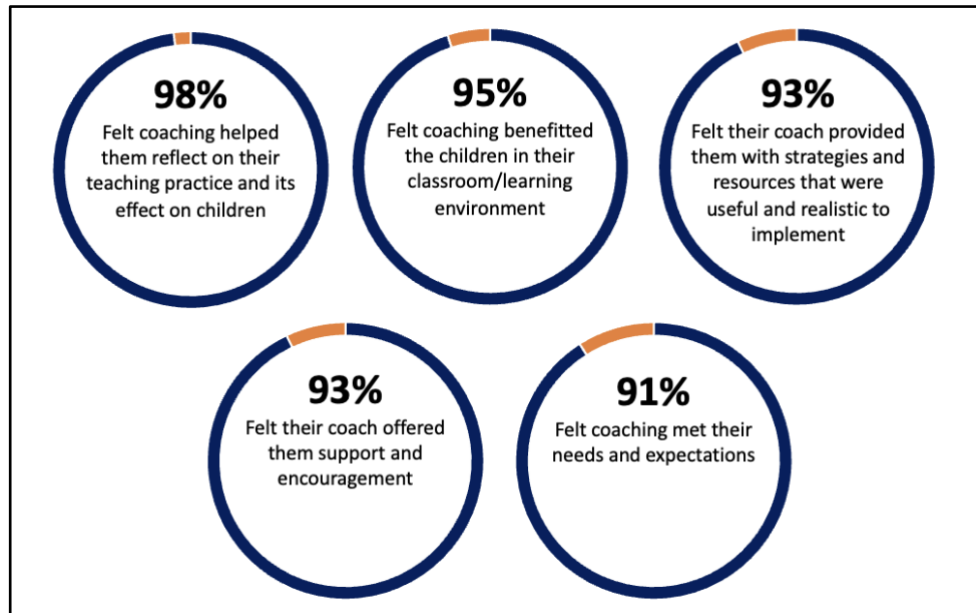 98%
Felt coaching helped
them reflect on their
teaching practice and its
effect on children
95%
Felt coaching benefitted
the children in their
classroom/learning
environment
93%
Felt their coach provided
them with strategies and
resources that were
useful and realistic to
implement
93%
Felt their coach offered
them support and
encouragement
91%
Felt coaching met their
needs and expectations